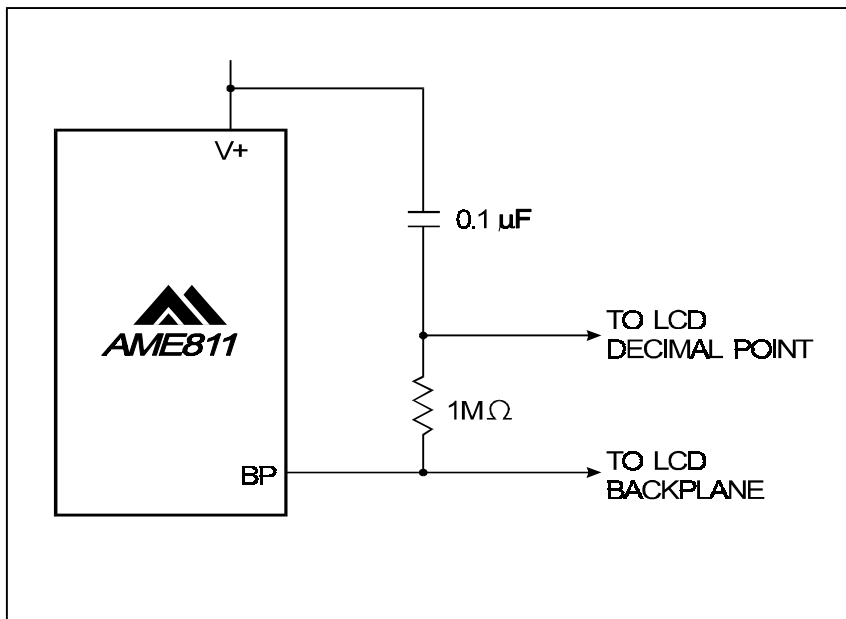 V+
0.1 µF
AME811
TO LCD
DECIMAL POINT
1MΩ
BP
TO LCD
BACKPLANE